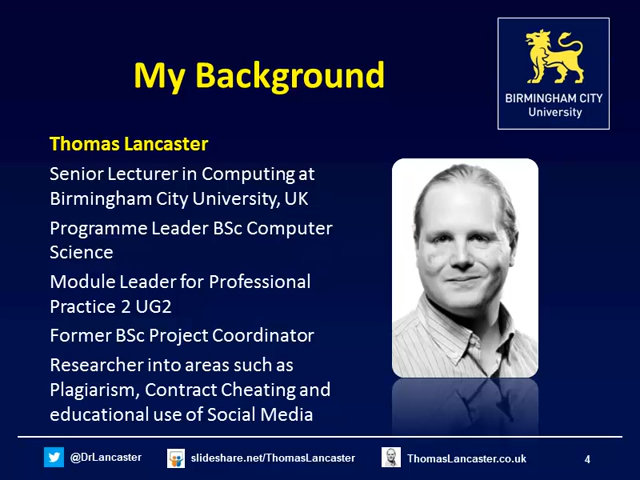 My Background
BIRMINGHAM CITY
University
Thomas Lancaster
Senior Lecturer in Computing at
Birmingham City University, UK
Programme Leader BSc Computer
Science
Module Leader for Professional
Practice 2 UG2
Former BSc Project Coordinator
Researcher into areas such as
Plagiarism, Contract Cheating and
educational use of Social Media
@DrLancaster slideshare.net/ThomasLancaster ThomasLancaster.co.uk 4